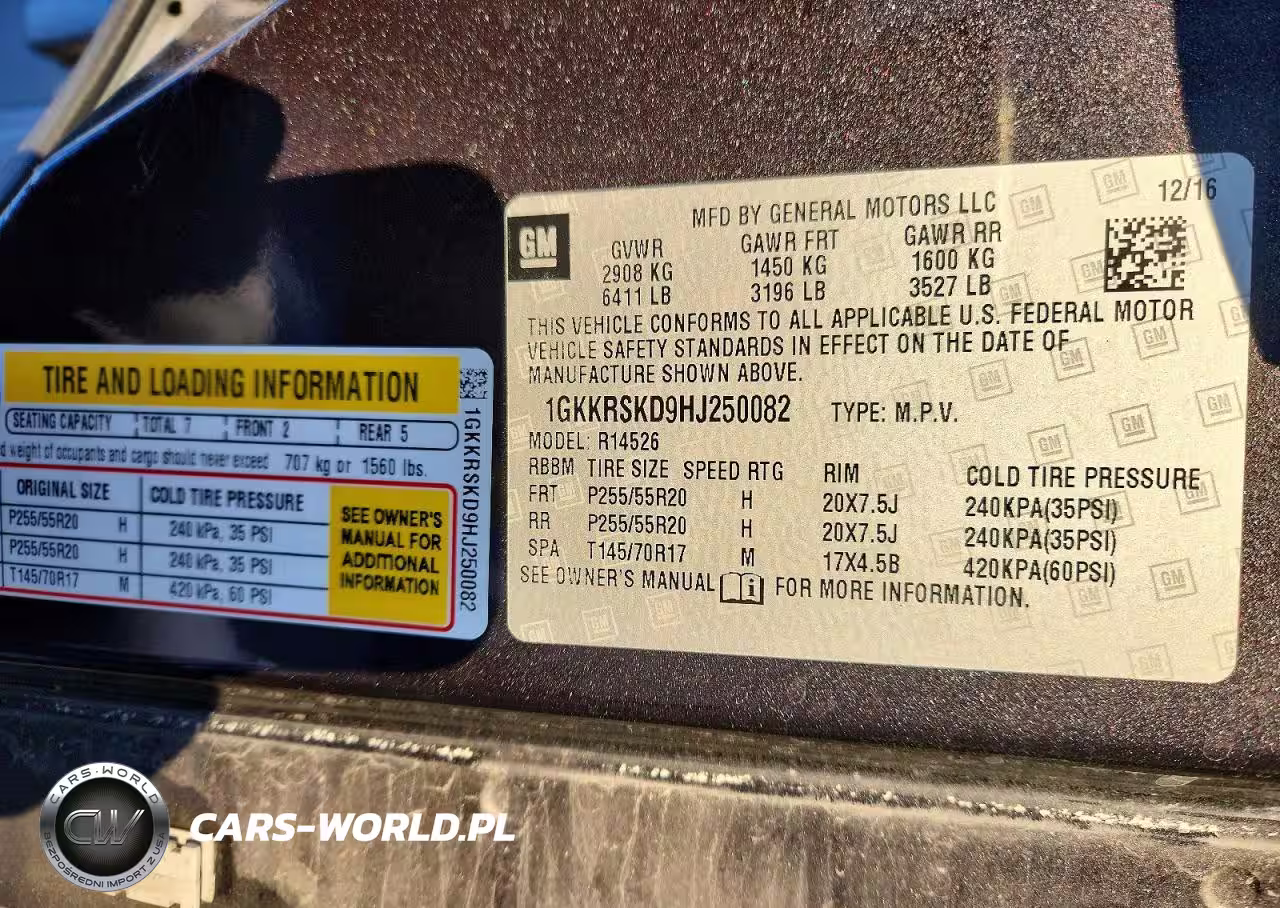 TIRE AND LOADING INFORMATION
SEATING CAPACITY TOTAL 7 FRONT 2 REAR 5
weight of occupants and cargo should never exceed 707 kg or 1560 lbs.
ORIGINAL SIZE COLD TIRE PRESSURE
P255/55R20 H 240 kPa, 35 PSI
P255/55R20 H 240 kPa, 35 PSI
T145/70R17 M 420 kPa, 60 PSI
SEE OWNER'S
MANUAL FOR
ADDITIONAL
INFORMATION
1GKKRSKD9HJ250082
GM
MFD BY GENERAL MOTORS LLC 12/16
GVWR GAWR FRT GAWR RR
2908 KG 1450 KG 1600 KG
6411 LB 3196 LB 3527 LB
THIS VEHICLE CONFORMS TO ALL APPLICABLE U.S. FEDERAL MOTOR
VEHICLE SAFETY STANDARDS IN EFFECT ON THE DATE OF
MANUFACTURE SHOWN ABOVE.
1GKKRSKD9HJ250082 TYPE: M.P.V.
MODEL: R14526
RBBM TIRE SIZE SPEED RTG RIM COLD TIRE PRESSURE
FRT P255/55R20 H 20X7.5J 240KPA(35PSI)
RR P255/55R20 H 20X7.5J 240KPA(35PSI)
SPA T145/70R17 M 17X4.5B 420KPA(60PSI)
SEE OWNER'S MANUAL FOR MORE INFORMATION.
CARS-WORLD
CW
BEZPOŚREDNI IMPORT Z USA
CARS-WORLD.PL